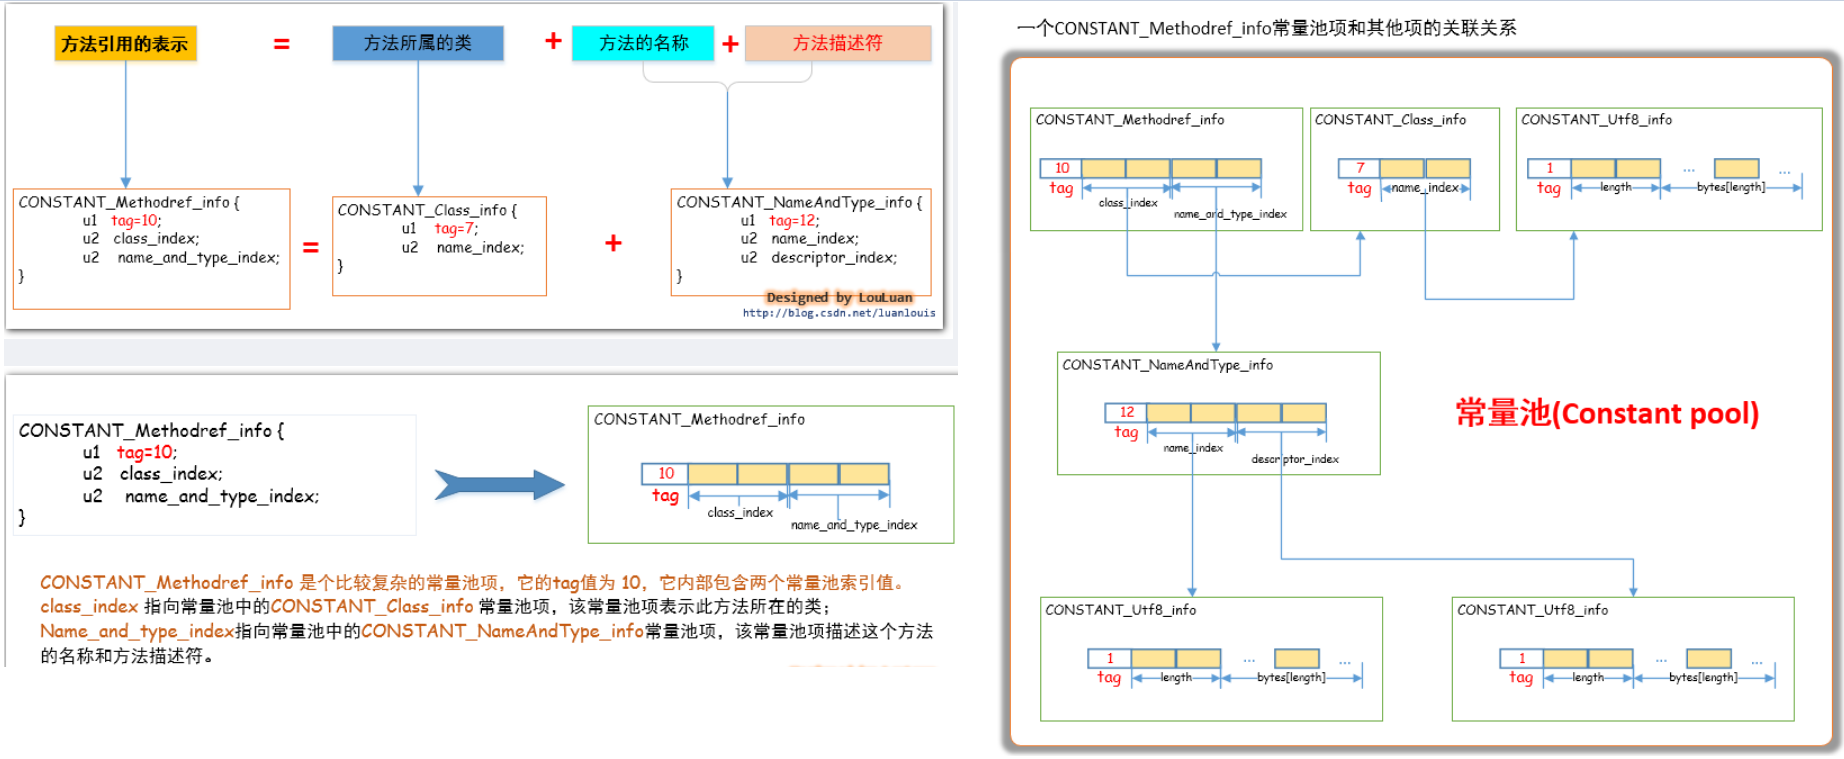 方法引用的表示 = 方法所属的类 + 方法的名称 + 方法描述符
CONSTANT_Methodref_info {
u1 tag=10;
u2 class_index;
u2 name_and_type_index;
}
=
CONSTANT_Class_info {
u1 tag=7;
u2 name_index;
}
+
CONSTANT_NameAndType_info {
u1 tag=12;
u2 name_index;
u2 descriptor_index;
}
Designed by LouLuan
http://blog.csdn.net/luanlouis
CONSTANT_Methodref_info {
u1 tag=10;
u2 class_index;
u2 name_and_type_index;
}
CONSTANT_Methodref_info
10
tag
class_index
name_and_type_index
CONSTANT_Methodref_info 是个比较复杂的常量池项，它的tag值为 10，它内部包含两个常量池索引值。
class_index 指向常量池中的CONSTANT_Class_info 常量池项，该常量池项表示此方法所在的类；
Name_and_type_index指向常量池中的CONSTANT_NameAndType_info常量池项，该常量池项描述这个方法
的名称和方法描述符。
一个CONSTANT_Methodref_info常量池项和其他项的关联关系
CONSTANT_Methodref_info
10
tag
class_index
name_and_type_index
CONSTANT_Class_info
7
tag
name_index
CONSTANT_Utf8_info
1 ... ...
tag
length
bytes[length]
CONSTANT_NameAndType_info
12
tag
name_index
descriptor_index
常量池(Constant pool)
CONSTANT_Utf8_info
1 ... ...
tag
length
bytes[length]
CONSTANT_Utf8_info
1 ... ...
tag
length
bytes[length]